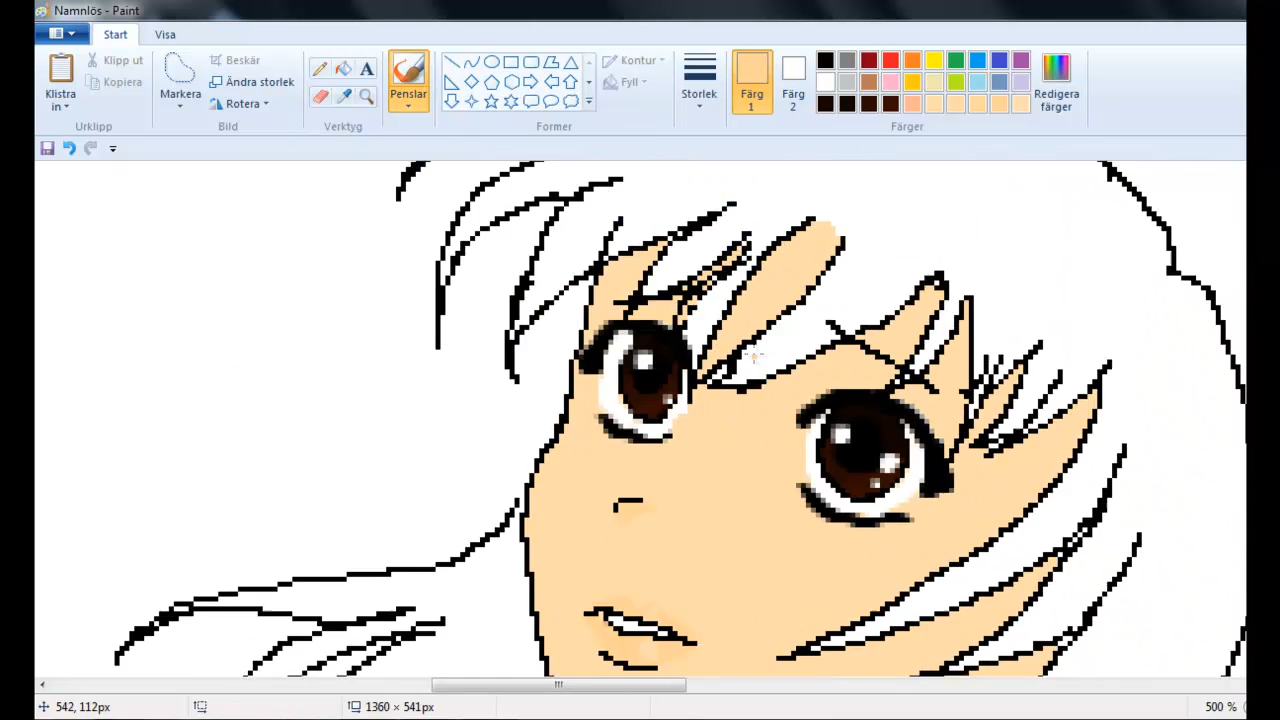 Namnlös - Paint
Start Visa
Klistra in
Klipp ut
Kopiera
Urklipp
Markera
Beskär
Ändra storlek
Rotera
Bild
A
Verktyg
Penslar
Kontur
Fyll
Former
Storlek
Färg 1
Färg 2
Redigera färger
Färger
542, 112px
1360 × 541px
500 %